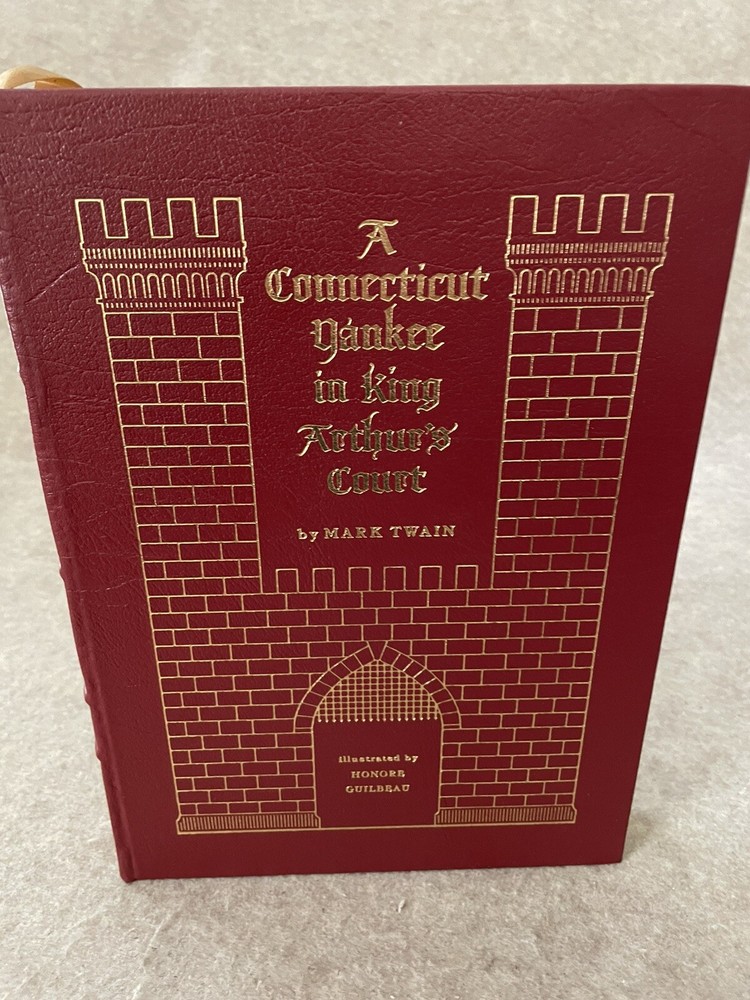 A
Connecticut
Yankee
in King
Arthur's
Court
by MARK TWAIN
illustrated by
HONORE
GUILBEAU